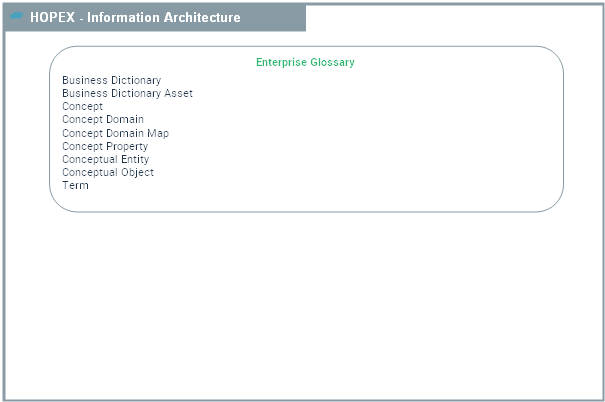 HOPEX - Information Architecture
Enterprise Glossary
Business Dictionary
Business Dictionary Asset
Concept
Concept Domain
Concept Domain Map
Concept Property
Conceptual Entity
Conceptual Object
Term